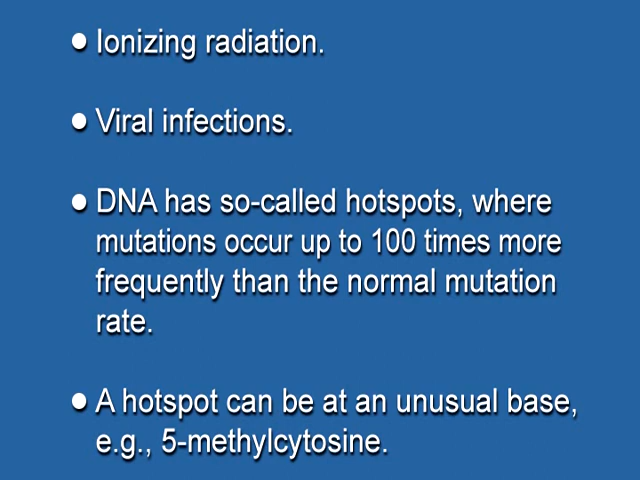 • Ionizing radiation.
• Viral infections.
• DNA has so-called hotspots, where
mutations occur up to 100 times more
frequently than the normal mutation
rate.
• A hotspot can be at an unusual base,
e.g., 5-methylcytosine.